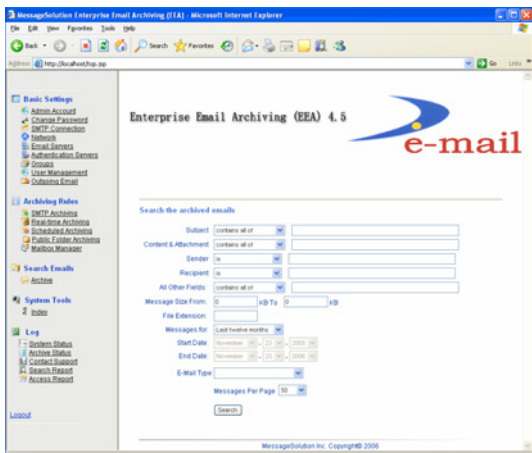 MessageSolution Enterprise Email Archiving (EEA) - Microsoft Internet Explorer
File Edit View Favorites Tools Help
Back Search Favorites
Address http://localhost/top.jsp Go Links
Basic Settings
Admin Account
Change Password
SMTP Connection
Network
Email Servers
Authentication Servers
Groups
User Management
Outgoing Email
Archiving Rules
SMTP Archiving
Real-time Archiving
Scheduled Archiving
Public Folder Archiving
Mailbox Manager
Search Emails
Archive
System Tools
Index
Log
System Status
Archive Status
Contact Support
Search Report
Access Report
Logout
Enterprise Email Archiving (EEA) 4.5
e-mail
Search the archived emails
Subject contains all of
Content & Attachment contains all of
Sender is
Recipient is
All Other Fields: contains all of
Message Size From: 0 KB To 0 KB
File Extension:
Messages for: Last twelve months
Start Date: November - 23 - 2005
End Date: November - 23 - 2006
E-Mail Type
Messages Per Page 50
Search
MessageSolution Inc. Copyright© 2006